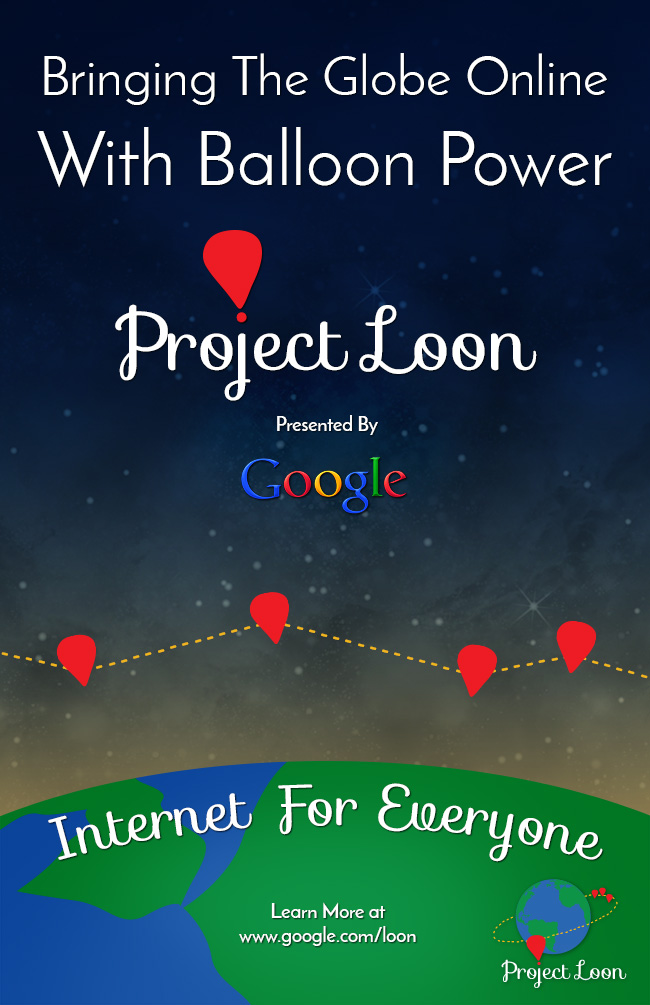 Bringing The Globe Online
With Balloon Power
Project Loon
Presented By
Google
Internet For Everyone
Learn More at
www.google.com/loon
Project Loon